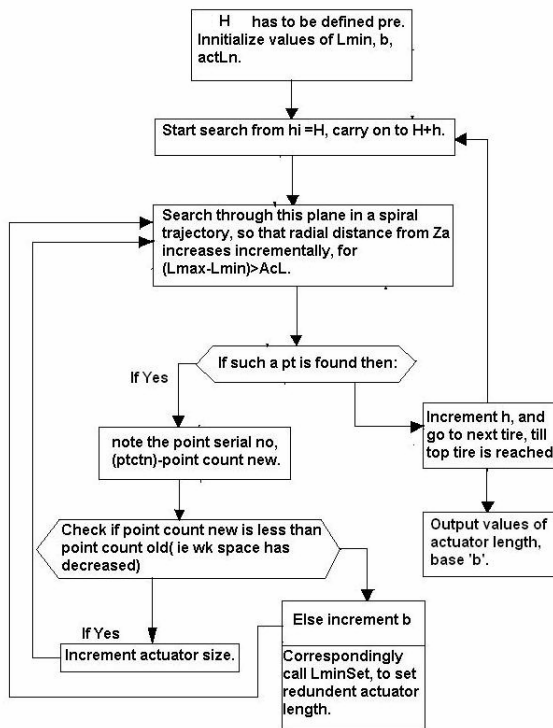 H has to be defined pre.
Innitialize values of Lmin, b,
actLn.
Start search from hi =H, carry on to H+h.
Search through this plane in a spiral
trajectory, so that radial distance from Za
increases incrementally, for
(Lmax-Lmin)>AcL.
If such a pt is found then:
If Yes
note the point serial no,
(ptctn)-point count new.
Increment h, and
go to next tire, till
top tire is reached
Check if point count new is less than
point count old( ie wk space has
decreased)
Output values of
actuator length,
base 'b'.
If Yes
Increment actuator size.
Else increment b
Correspondingly
call LminSet, to set
redundent actuator
length.